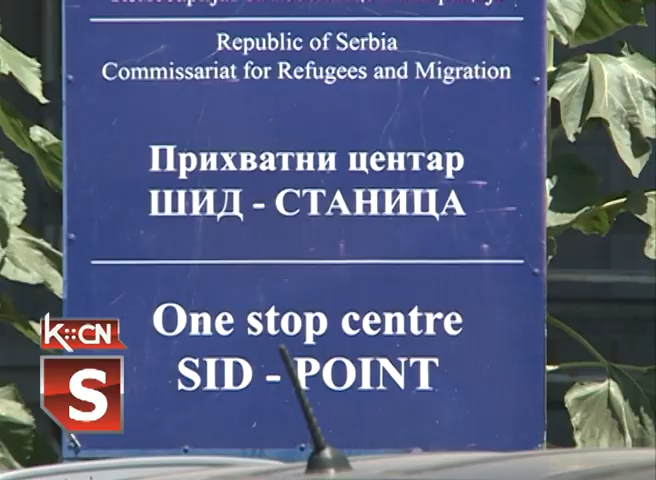 Republic of Serbia
Commissariat for Refugees and Migration
Прихватни центар
ШИД - СТАНИЦА
One stop centre
SID - POINT
K::CN
S